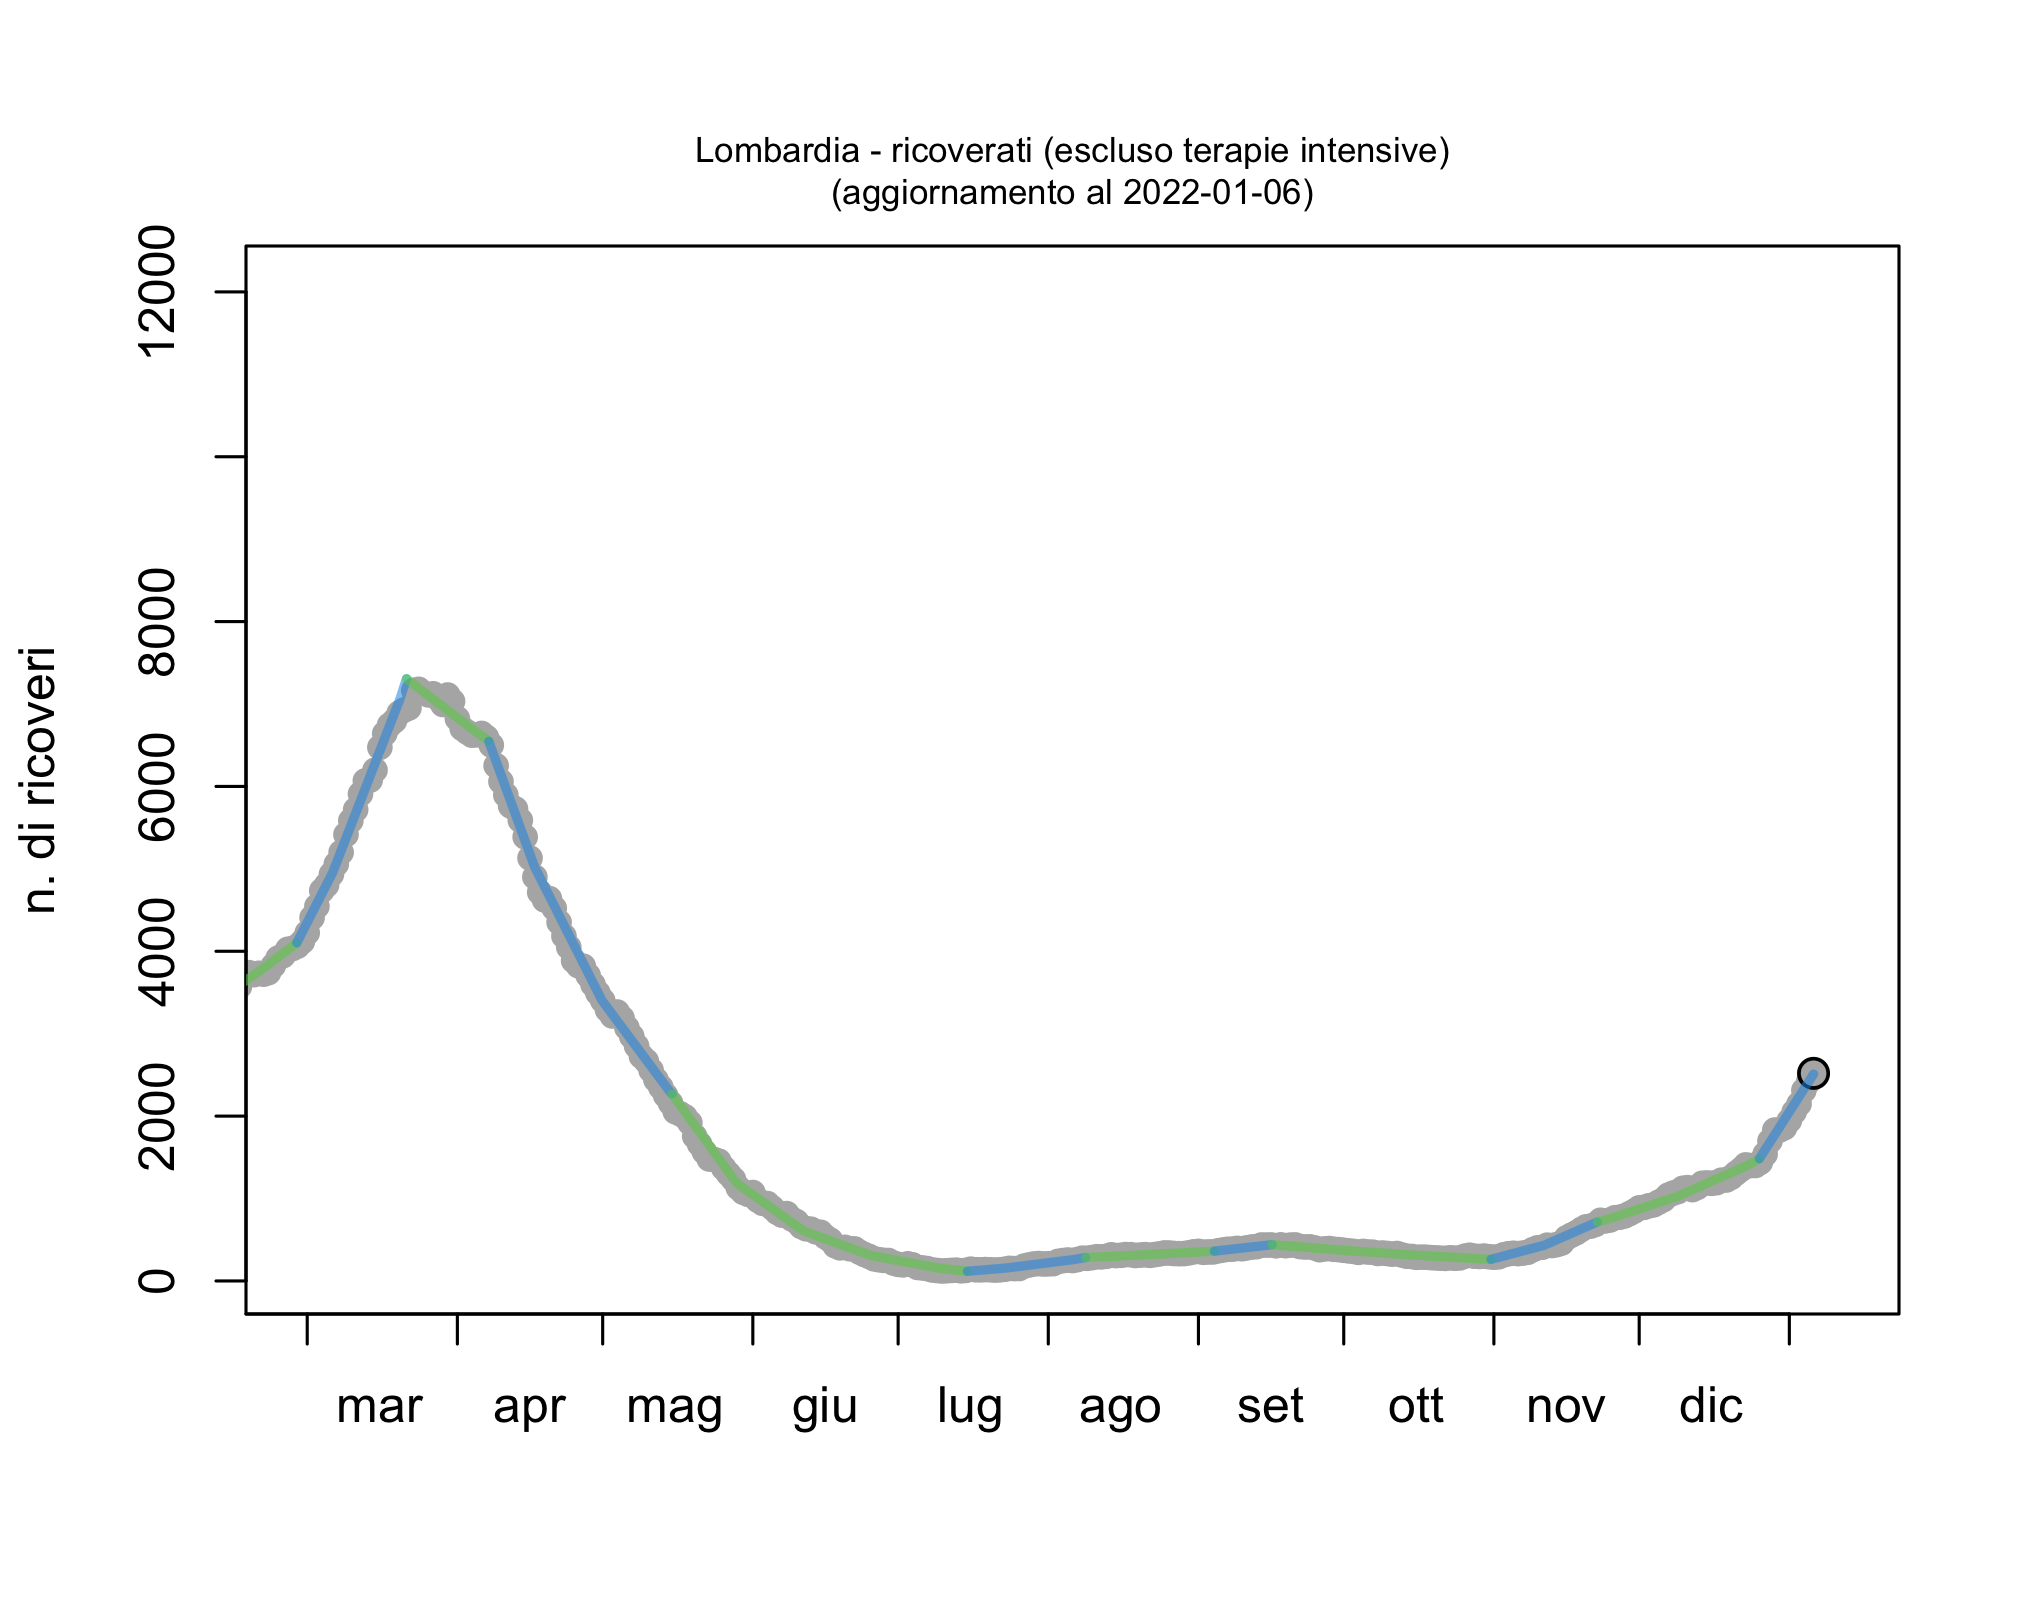 Lombardia - ricoverati (escluso terapie intensive)
(aggiornamento al 2022-01-06)
n. di ricoveri
12000
8000
6000
4000
2000
0
mar apr mag giu lug ago set ott nov dic